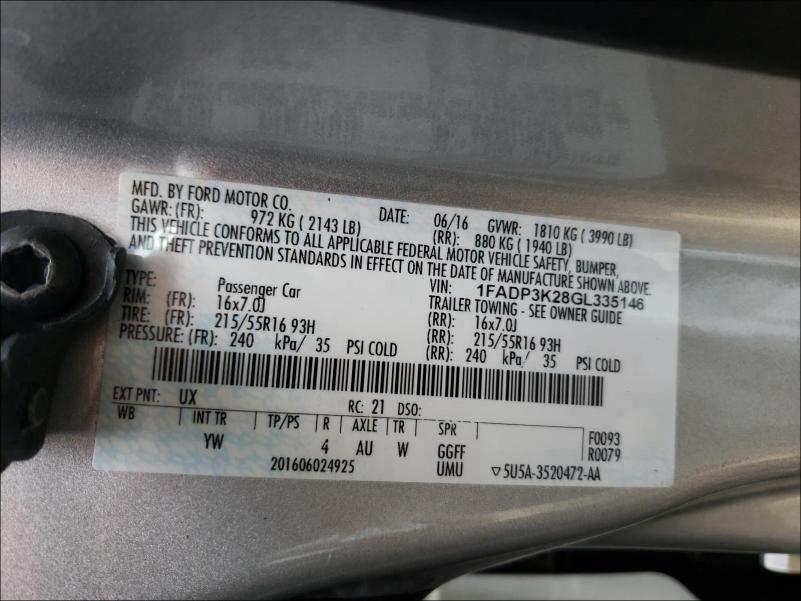 MFD. BY FORD MOTOR CO.
DATE: 06/16 GVWR: 1810 KG ( 3990 LB)
GAWR: (FR): 972 KG ( 2143 LB) (RR): 880 KG ( 1940 LB)
THIS VEHICLE CONFORMS TO ALL APPLICABLE FEDERAL MOTOR VEHICLE SAFETY, BUMPER,
AND THEFT PREVENTION STANDARDS IN EFFECT ON THE DATE OF MANUFACTURE SHOWN ABOVE.
VIN: 1FADP3K28GL335146
TYPE: Passenger Car TRAILER TOWING - SEE OWNER GUIDE
RIM: (FR): 16x7.0J (RR): 16x7.0J
TIRE: (FR): 215/55R16 93H (RR): 215/55R16 93H
PRESSURE: (FR): 240 kPa/ 35 PSI COLD (RR): 240 kPa/ 35 PSI COLD
EXT PNT: UX RC: 21 DSO:
WB INT TR TP/PS R AXLE TR SPR F0093
YW 4 AU W GGFF R0079
201606024925 UMU ▽5U5A-3520472-AA